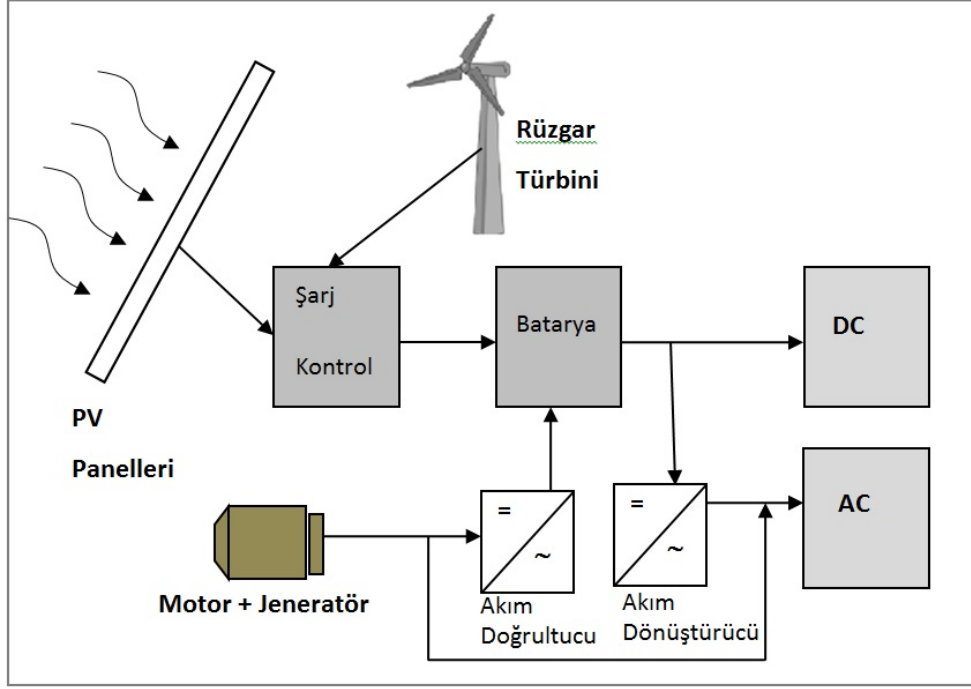 Rüzgar
Türbini
Şarj
Kontrol
Batarya
DC
PV
Panelleri
=
~
=
~
AC
Motor + Jeneratör
Akım
Doğrultucu
Akım
Dönüştürücü